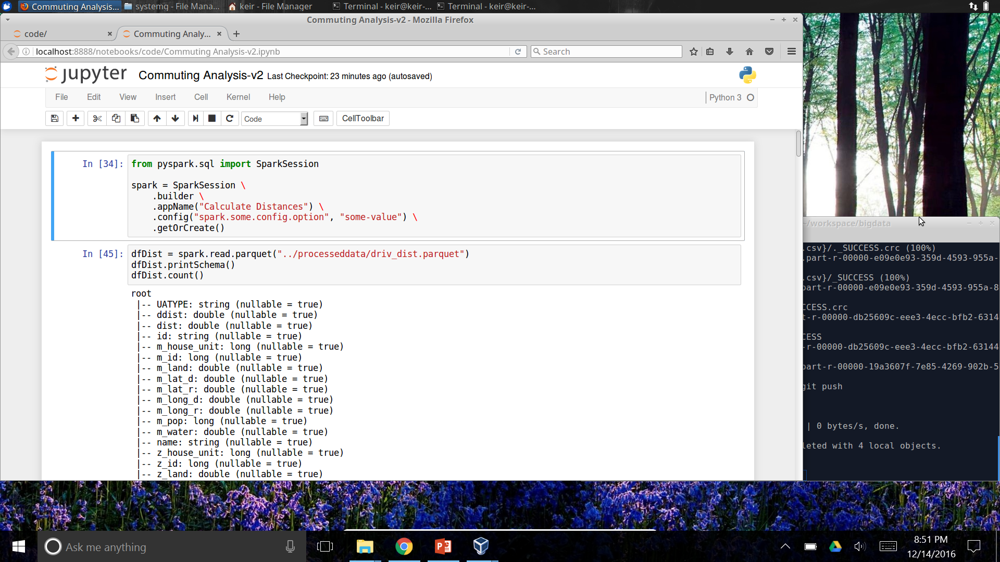 Commuting Analysis... systemg - File Mana... keir - File Manager Terminal - keir@keir-... Terminal - keir@keir-...
Commuting Analysis-v2 - Mozilla Firefox
code/ Commuting Analy...
localhost:8888/notebooks/code/Commuting Analysis-v2.ipynb Search
jupyter Commuting Analysis-v2 Last Checkpoint: 23 minutes ago (autosaved)
File Edit View Insert Cell Kernel Help Python 3
Code CellToolbar
In [34]: from pyspark.sql import SparkSession
spark = SparkSession \
.builder \
.appName("Calculate Distances") \
.config("spark.some.config.option", "some-value") \
.getOrCreate()
In [45]: dfDist = spark.read.parquet("../processeddata/driv_dist.parquet")
dfDist.printSchema()
dfDist.count()
root
|-- UATYPE: string (nullable = true)
|-- ddist: double (nullable = true)
|-- dist: double (nullable = true)
|-- id: string (nullable = true)
|-- m_house_unit: long (nullable = true)
|-- m_id: long (nullable = true)
|-- m_land: double (nullable = true)
|-- m_lat_d: double (nullable = true)
|-- m_lat_r: double (nullable = true)
|-- m_long_d: double (nullable = true)
|-- m_long_r: double (nullable = true)
|-- m_pop: long (nullable = true)
|-- m_water: double (nullable = true)
|-- name: string (nullable = true)
|-- z_house_unit: long (nullable = true)
|-- z_id: long (nullable = true)
|-- z_land: double (nullable = true)
~/workspace/bigdata
.csv}/._SUCCESS.crc (100%)
.part-r-00000-e09e0e93-359d-4593-955a-
.csv}/_SUCCESS (100%)
part-r-00000-e09e0e93-359d-4593-955a-8
CCESS.crc
t-r-00000-db25609c-eee3-4ecc-bfb2-6314
CESS
-r-00000-db25609c-eee3-4ecc-bfb2-63144
part-r-00000-19a3607f-7e85-4269-902b-5
git push
| 0 bytes/s, done.
leted with 4 local objects.
Ask me anything
8:51 PM
12/14/2016